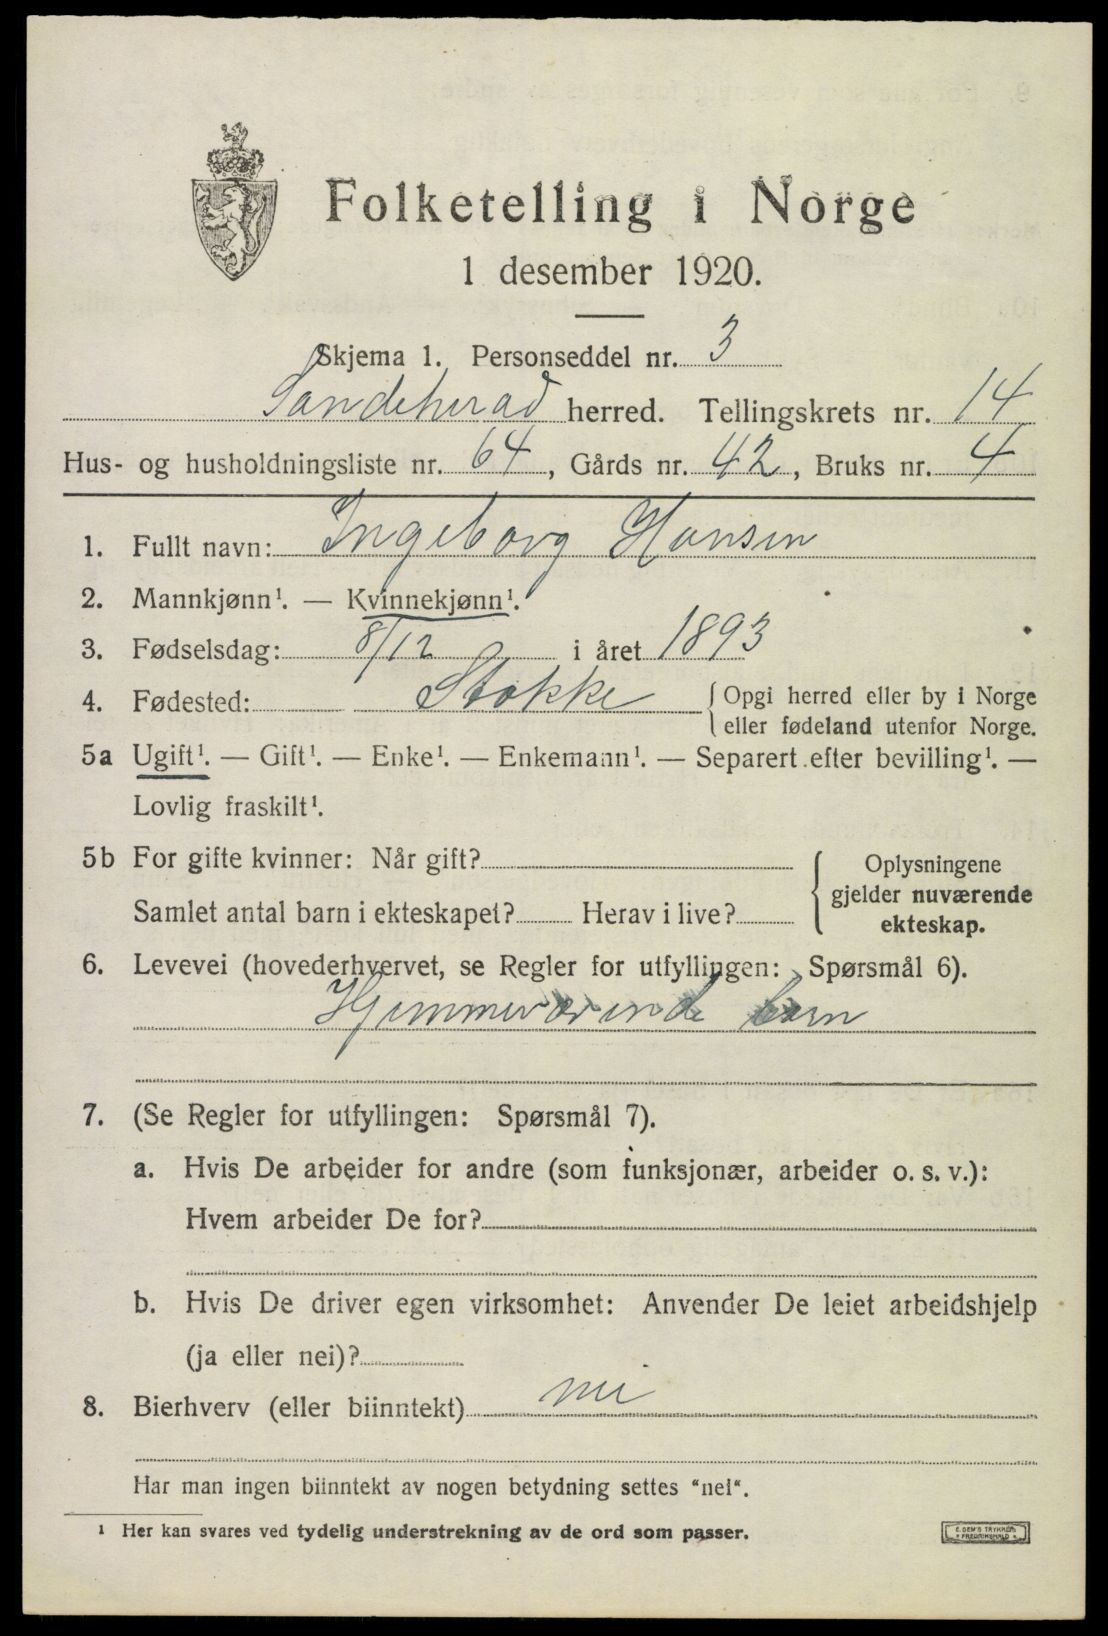 Folketelling i Norge
1 desember 1920.
Skjema 1. Personseddel nr. 3
Sandeherad herred. Tellingskrets nr. 14
Hus- og husholdningsliste nr. 64, Gårds nr. 42, Bruks nr. 4
1. Fullt navn: Ingeborg Hansen
2. Mannkjønn¹. — Kvinnekjønn¹.
3. Fødselsdag: 8/12 i året 1893
4. Fødested: Stokke { Opgi herred eller by i Norge
eller fødeland utenfor Norge.
5a Ugift¹. — Gift¹. — Enke¹. — Enkemann¹. — Separert efter bevilling¹. —
Lovlig fraskilt¹.
5b For gifte kvinner: Når gift?
Samlet antal barn i ekteskapet? Herav i live?
{ Oplysningene
gjelder nuværende
ekteskap.
6. Levevei (hovederhvervet, se Regler for utfyllingen: Spørsmål 6).
Hjemmeværende barn
7. (Se Regler for utfyllingen: Spørsmål 7).
a. Hvis De arbeider for andre (som funksjonær, arbeider o. s. v.):
Hvem arbeider De for?
b. Hvis De driver egen virksomhet: Anvender De leiet arbeidshjelp
(ja eller nei)?
8. Bierhverv (eller biinntekt) nei
Har man ingen biinntekt av nogen betydning settes "nei".
¹ Her kan svares ved tydelig understrekning av de ord som passer.
E. SEM'S TRYKKERI
FREDRIKSHALD